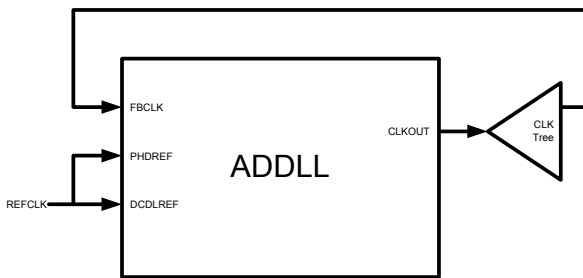 FBCLK
CLKOUT
CLK
Tree
PHDREF
ADDLL
REFCLK
DCDLREF